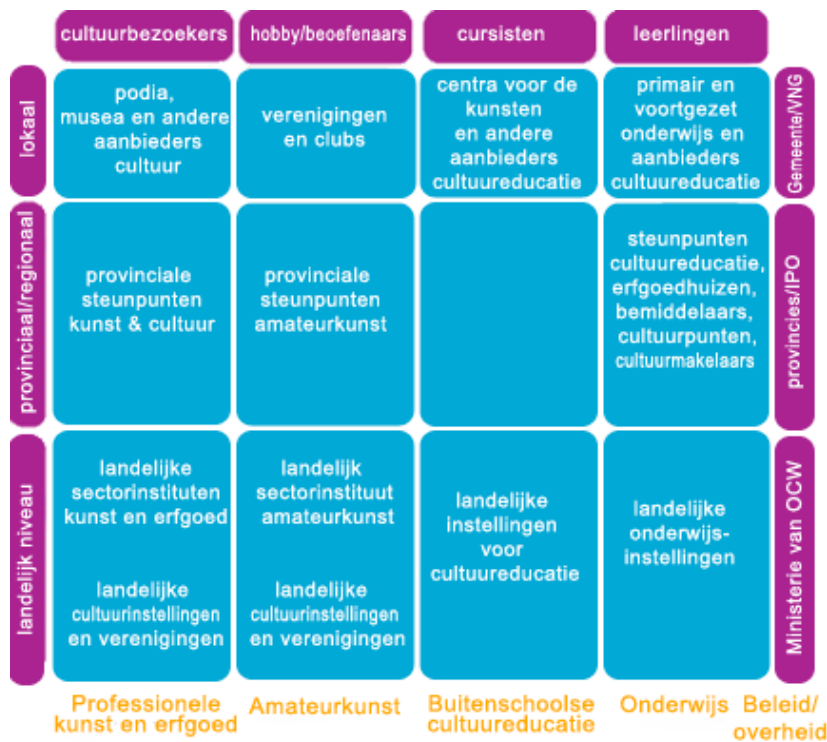 cultuurbezoekers
hobby/beoefenaars
cursisten
leerlingen
lokaal
podia,
musea en andere
aanbieders
cultuur
verenigingen
en clubs
centra voor de
kunsten
en andere
aanbieders
cultuureducatie
primair en
voortgezet
onderwijs en
aanbieders
cultuureducatie
Gemeente/VNG
provinciaal/regionaal
provinciale
steunpunten
kunst & cultuur
provinciale
steunpunten
amateurkunst
steunpunten
cultuureducatie,
erfgoedhuizen,
bemiddelaars,
cultuurpunten,
cultuurmakelaars
provincies/IPO
landelijk niveau
landelijke
sectorinstituten
kunst en erfgoed
landelijke
cultuurinstellingen
en verenigingen
landelijk
sectorinstituut
amateurkunst
landelijke
cultuurinstellingen
en verenigingen
landelijke
instellingen
voor
cultuureducatie
landelijke
onderwijs-
instellingen
Ministerie van OCW
Professionele
kunst en erfgoed
Amateurkunst
Buitenschoolse
cultuureducatie
Onderwijs
Beleid/
overheid